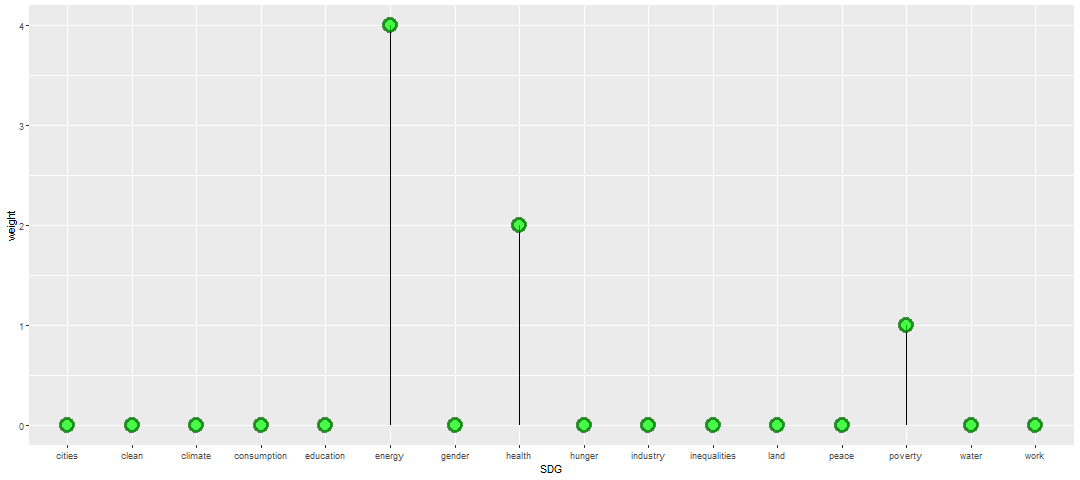 4
3
2
1
0
weight
cities clean climate consumption education energy gender health hunger industry inequalities land peace poverty water work
SDG